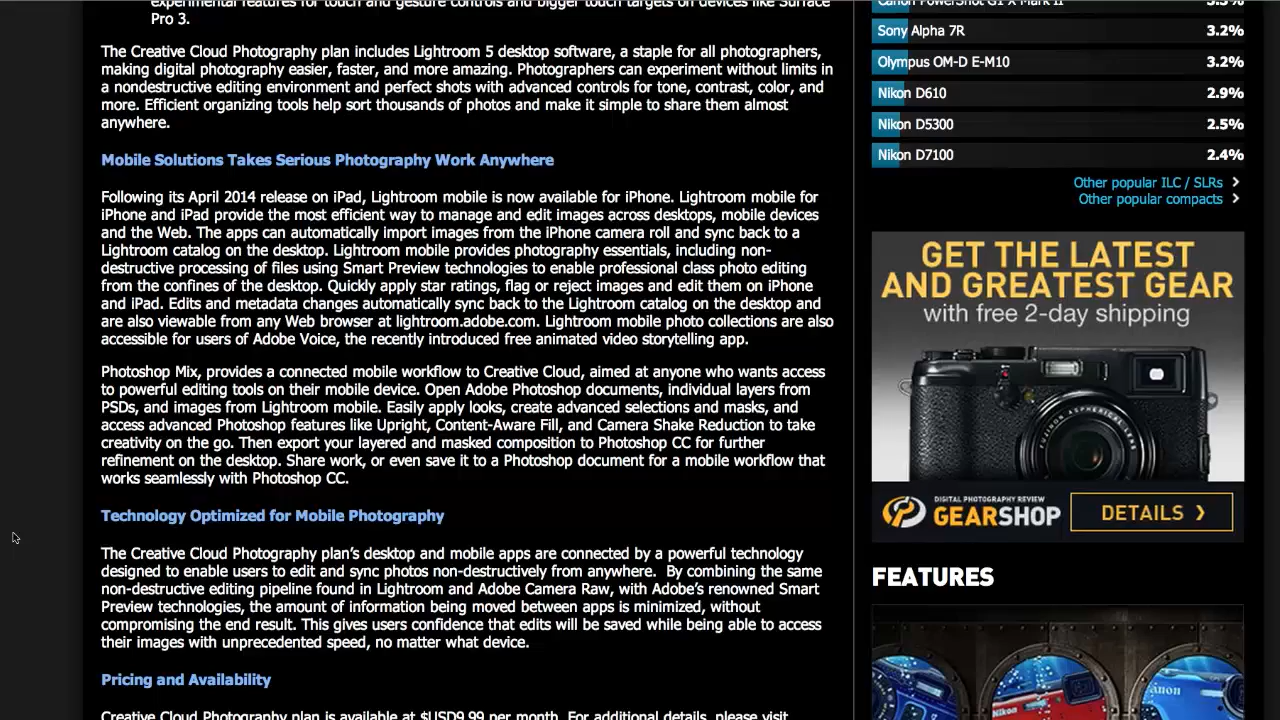 experimental features for touch and gesture controls and bigger touch targets on devices like Surface
Pro 3.
The Creative Cloud Photography plan includes Lightroom 5 desktop software, a staple for all photographers,
making digital photography easier, faster, and more amazing. Photographers can experiment without limits in
a nondestructive editing environment and perfect shots with advanced controls for tone, contrast, color, and
more. Efficient organizing tools help sort thousands of photos and make it simple to share them almost
anywhere.
Mobile Solutions Takes Serious Photography Work Anywhere
Following its April 2014 release on iPad, Lightroom mobile is now available for iPhone. Lightroom mobile for
iPhone and iPad provide the most efficient way to manage and edit images across desktops, mobile devices
and the Web. The apps can automatically import images from the iPhone camera roll and sync back to a
Lightroom catalog on the desktop. Lightroom mobile provides photography essentials, including non-
destructive processing of files using Smart Preview technologies to enable professional class photo editing
from the confines of the desktop. Quickly apply star ratings, flag or reject images and edit them on iPhone
and iPad. Edits and metadata changes automatically sync back to the Lightroom catalog on the desktop and
are also viewable from any Web browser at lightroom.adobe.com. Lightroom mobile photo collections are also
accessible for users of Adobe Voice, the recently introduced free animated video storytelling app.
Photoshop Mix, provides a connected mobile workflow to Creative Cloud, aimed at anyone who wants access
to powerful editing tools on their mobile device. Open Adobe Photoshop documents, individual layers from
PSDs, and images from Lightroom mobile. Easily apply looks, create advanced selections and masks, and
access advanced Photoshop features like Upright, Content-Aware Fill, and Camera Shake Reduction to take
creativity on the go. Then export your layered and masked composition to Photoshop CC for further
refinement on the desktop. Share work, or even save it to a Photoshop document for a mobile workflow that
works seamlessly with Photoshop CC.
Technology Optimized for Mobile Photography
The Creative Cloud Photography plan's desktop and mobile apps are connected by a powerful technology
designed to enable users to edit and sync photos non-destructively from anywhere. By combining the same
non-destructive editing pipeline found in Lightroom and Adobe Camera Raw, with Adobe's renowned Smart
Preview technologies, the amount of information being moved between apps is minimized, without
compromising the end result. This gives users confidence that edits will be saved while being able to access
their images with unprecedented speed, no matter what device.
Pricing and Availability
Creative Cloud Photography plan is available at $USD9.99 per month. For additional details, please visit
Canon PowerShot G1 X Mark II 3.3%
Sony Alpha 7R 3.2%
Olympus OM-D E-M10 3.2%
Nikon D610 2.9%
Nikon D5300 2.5%
Nikon D7100 2.4%
Other popular ILC / SLRs
Other popular compacts
GET THE LATEST
AND GREATEST GEAR
with free 2-day shipping
DIGITAL PHOTOGRAPHY REVIEW
GEARSHOP
DETAILS
FEATURES
Nikon
Canon